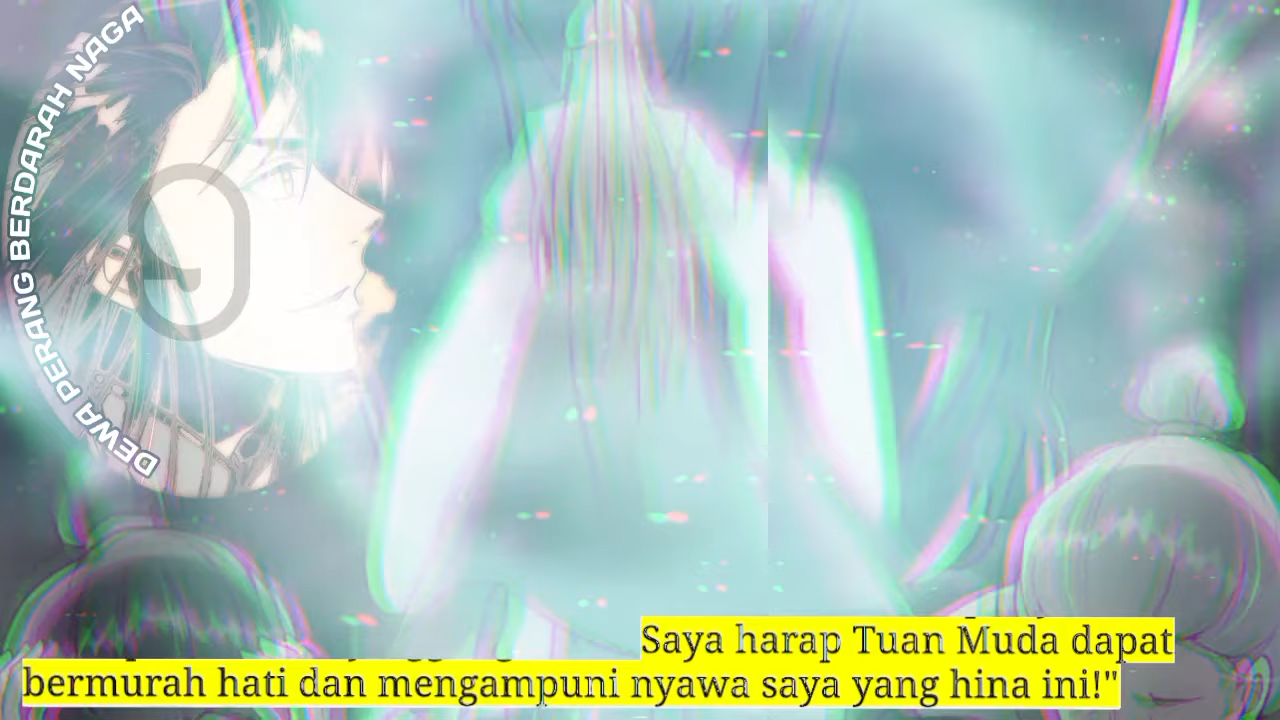 DEWA PERANG BERDARAH NAGA
Saya harap Tuan Muda dapat
bermurah hati dan mengampuni nyawa saya yang hina ini!"